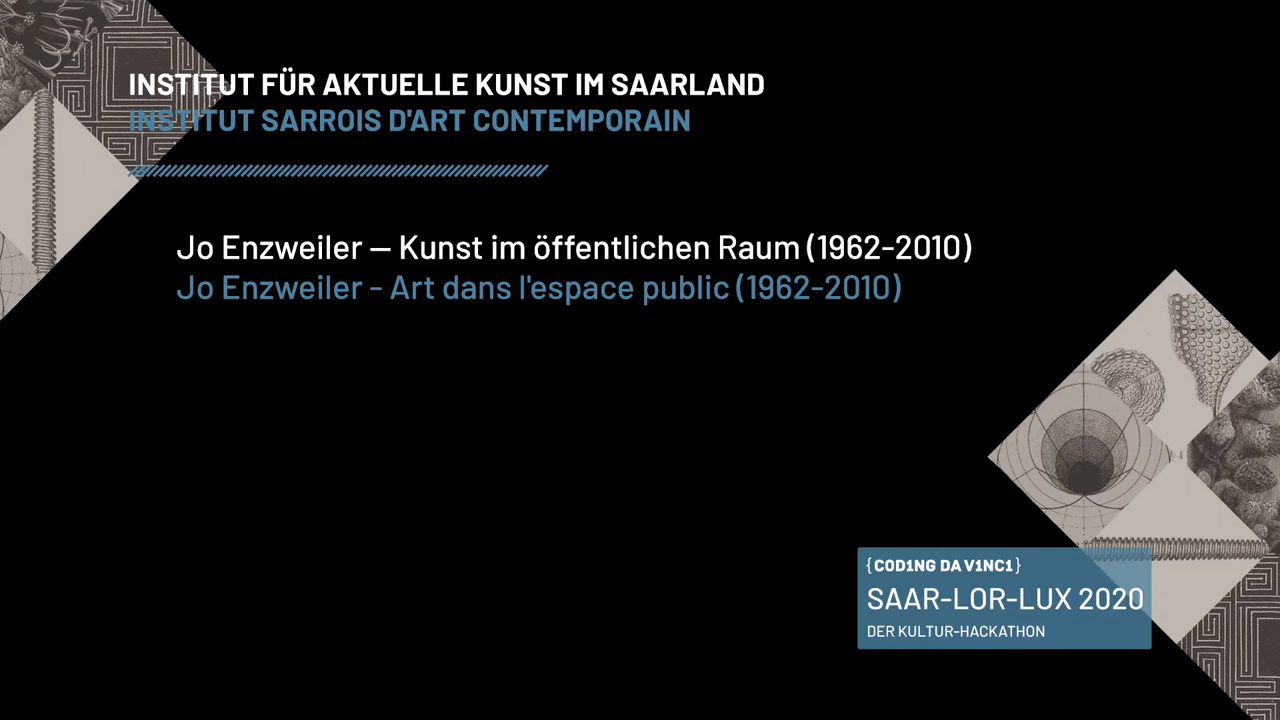 INSTITUT FÜR AKTUELLE KUNST IM SAARLAND
INSTITUT SARROIS D'ART CONTEMPORAIN
Jo Enzweiler – Kunst im öffentlichen Raum (1962-2010)
Jo Enzweiler - Art dans l'espace public (1962-2010)
{COD1NG DA V1NC1}
SAAR-LOR-LUX 2020
DER KULTUR-HACKATHON